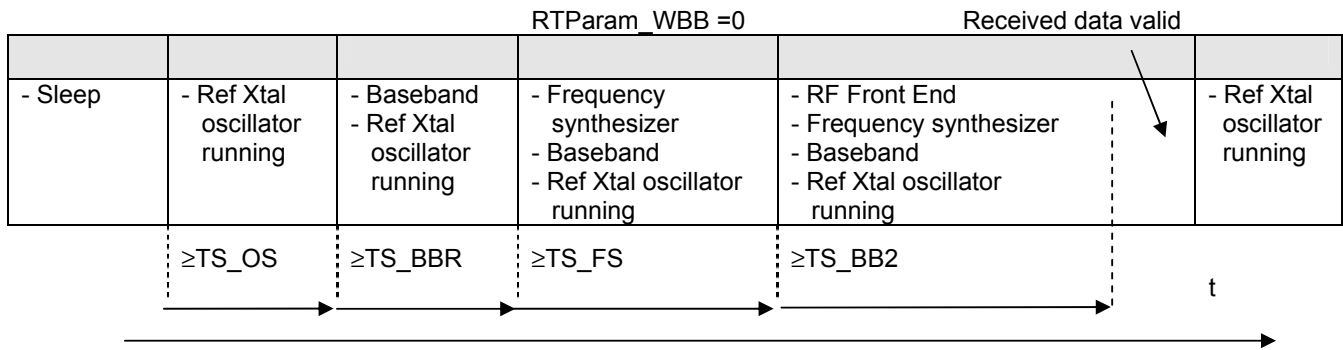 RTParam_WBB =0
Received data valid
- Sleep
- Ref Xtal
oscillator
running
- Baseband
- Ref Xtal
oscillator
running
- Frequency
synthesizer
- Baseband
- Ref Xtal oscillator
running
- RF Front End
- Frequency synthesizer
- Baseband
- Ref Xtal oscillator
running
- Ref Xtal
oscillator
running
≥TS_OS
≥TS_BBR
≥TS_FS
≥TS_BB2
t